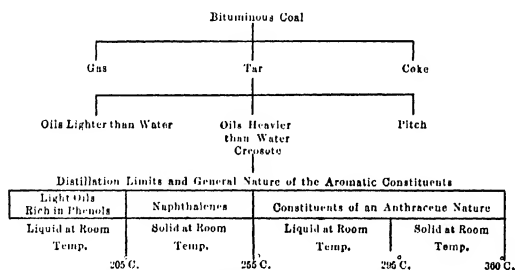 Bituminous Coal
Gas Tar Coke
Oils Lighter than Water Oils Heavier Pitch
than Water
Creosote
Distillation Limits and General Nature of the Aromatic Constituents
Light Oils
Rich in Phenols Naphthalenes Constituents of an Anthracene Nature
Liquid at Room Solid at Room Liquid at Room Solid at Room
Temp. Temp. Temp. Temp.
205°C. 255°C. 295°C. 360°C.